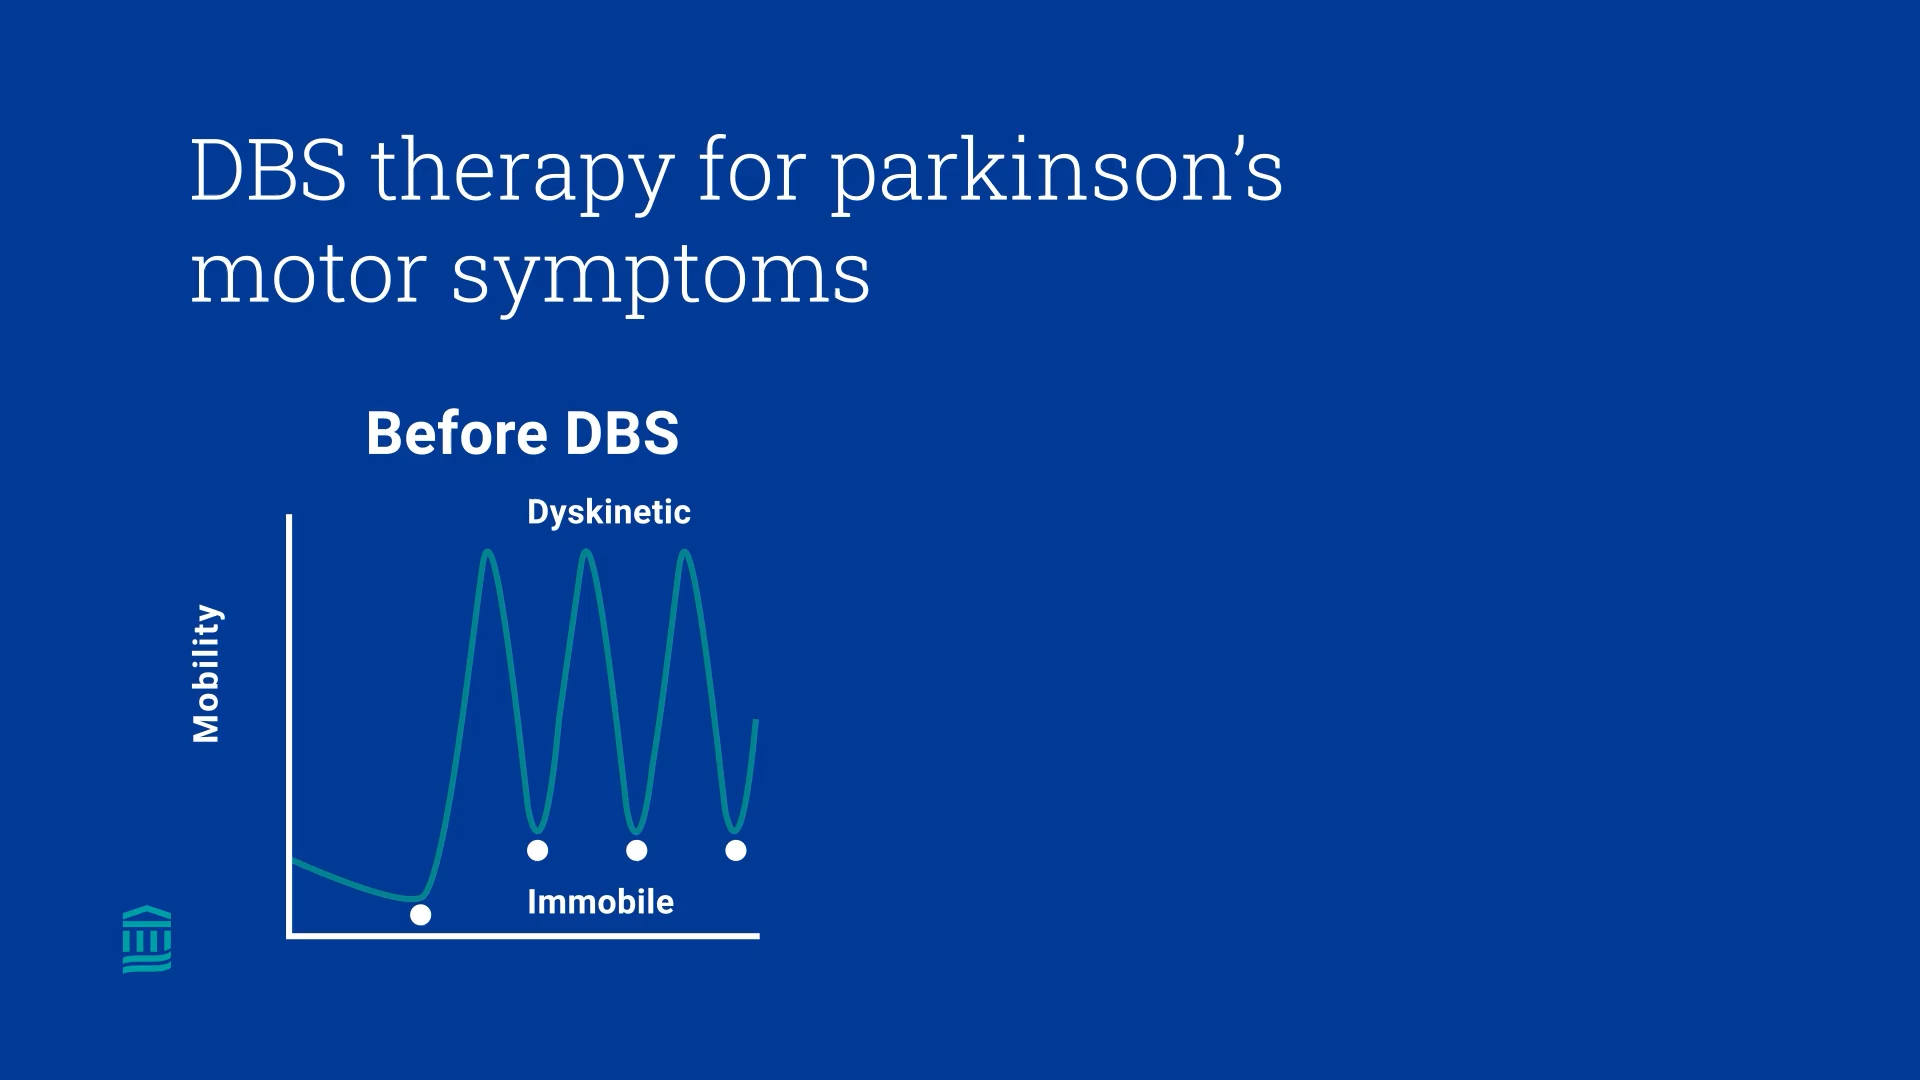 DBS therapy for parkinson’s
motor symptoms
Before DBS
Dyskinetic
Mobility
Immobile